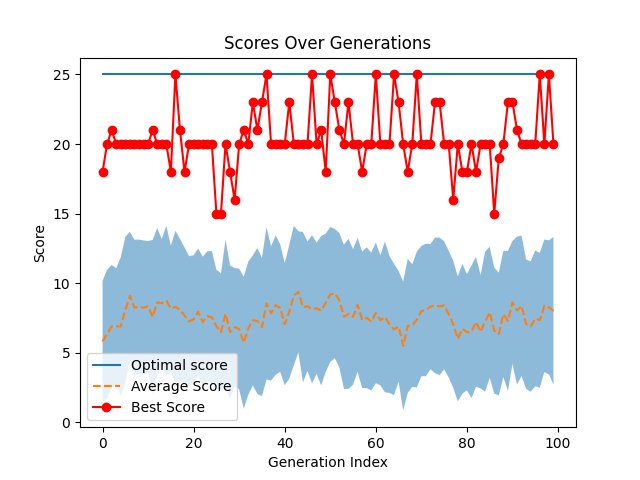 Scores Over Generations
Score
25
20
15
10
5
0
Optimal score
Average Score
Best Score
0 20 40 60 80 100
Generation Index